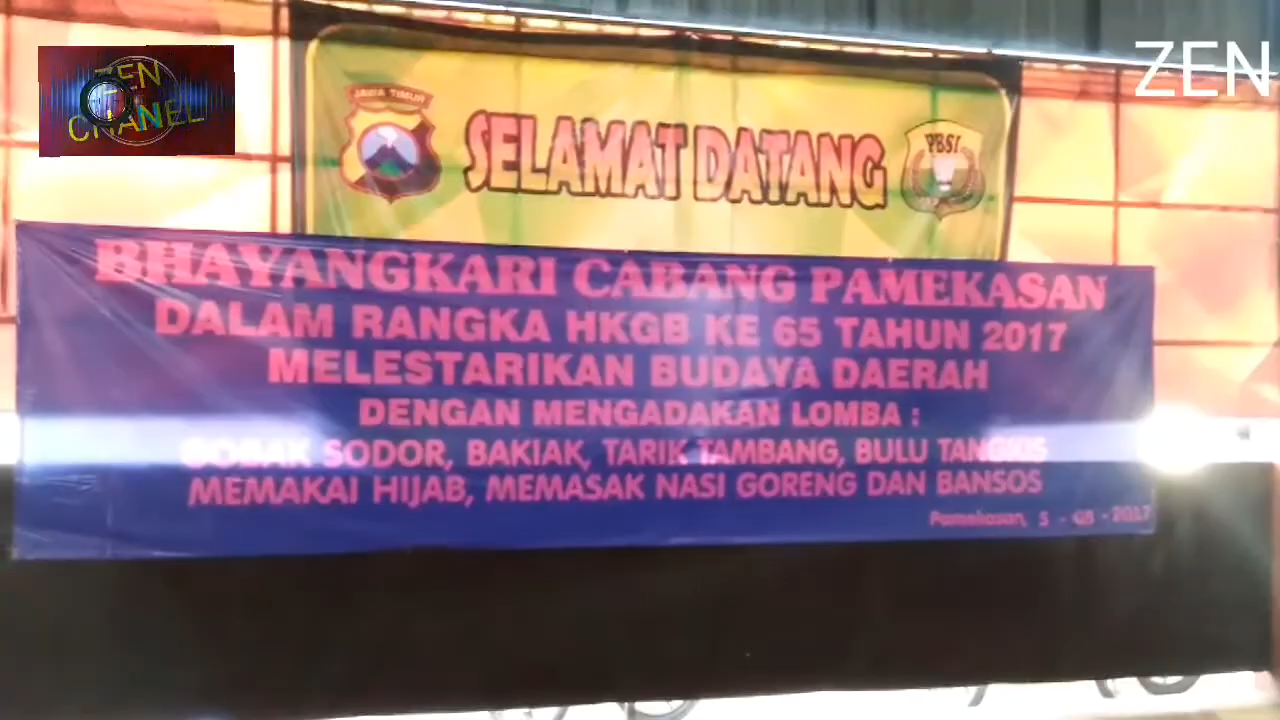 ZEN
CHANEL
ZEN
JAWA TIMUR
SELAMAT DATANG
PBSI
BHAYANGKARI CABANG PAMEKASAN
DALAM RANGKA HKGB KE 65 TAHUN 2017
MELESTARIKAN BUDAYA DAERAH
DENGAN MENGADAKAN LOMBA :
GOBAK SODOR, BAKIAK, TARIK TAMBANG, BULU TANGKIS
MEMAKAI HIJAB, MEMASAK NASI GORENG DAN BANSOS
Pamekasan, 5 - 08 - 2017